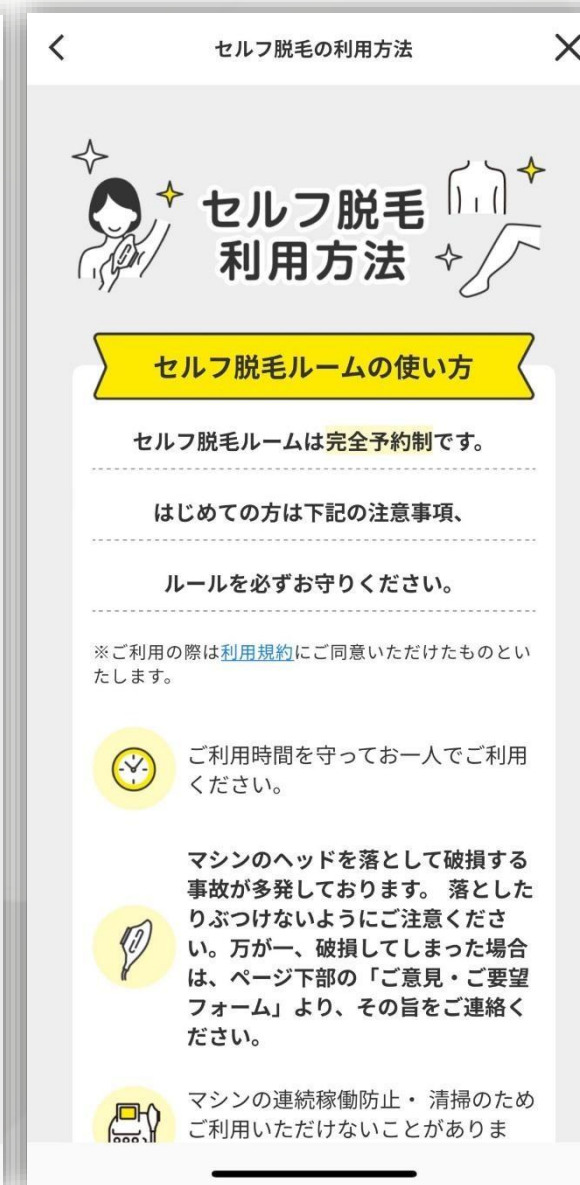 セルフ脱毛の利用方法
セルフ脱毛
利用方法
セルフ脱毛ルームの使い方
セルフ脱毛ルームは完全予約制です。
はじめての方は下記の注意事項、
ルールを必ずお守りください。
※ご利用の際は利用規約にご同意いただけたものとい
たします。
ご利用時間を守ってお一人でご利用
ください。
マシンのヘッドを落として破損する
事故が多発しております。 落とした
りぶつけないようにご注意くださ
い。万が一、破損してしまった場合
は、ページ下部の「ご意見・ご要望
フォーム」より、その旨をご連絡く
ださい。
マシンの連続稼働防止・ 清掃のため
ご利用いただけないことがありま